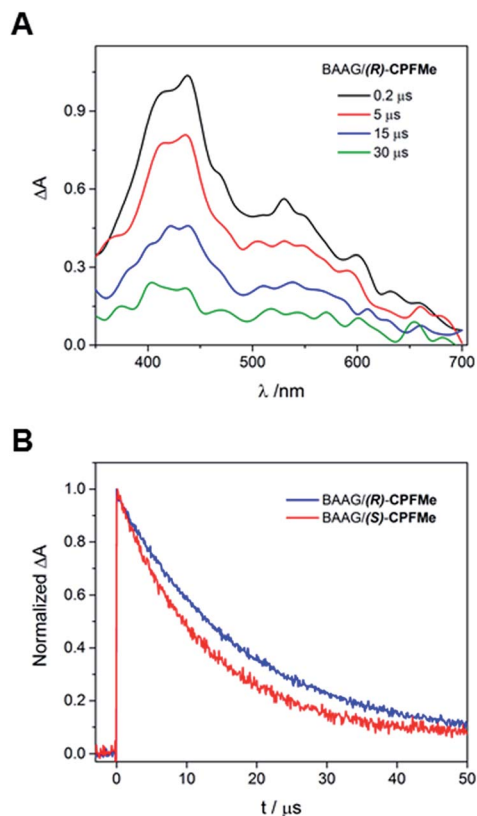 A
BAAG/(R)-CPFMe
0.2 μs
5 μs
15 μs
30 μs
0.9
0.6
0.3
0.0
ΔA
400
500
600
700
λ /nm
B
BAAG/(R)-CPFMe
BAAG/(S)-CPFMe
1.0
0.8
0.6
0.4
0.2
0.0
Normalized ΔA
0
10
20
30
40
50
t / μs